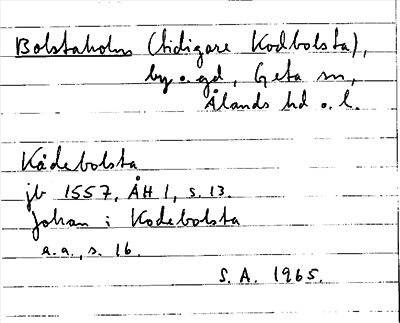 Bolstaholm (tidigare Kodbolsta),
by o. gd, Geta sn,
Ålands hd o. l.
Kådebolsta
jb 1557, ÅH 1, s. 13.
Johan i Kodebolsta
a.a., s. 16.
S. A. 1965.